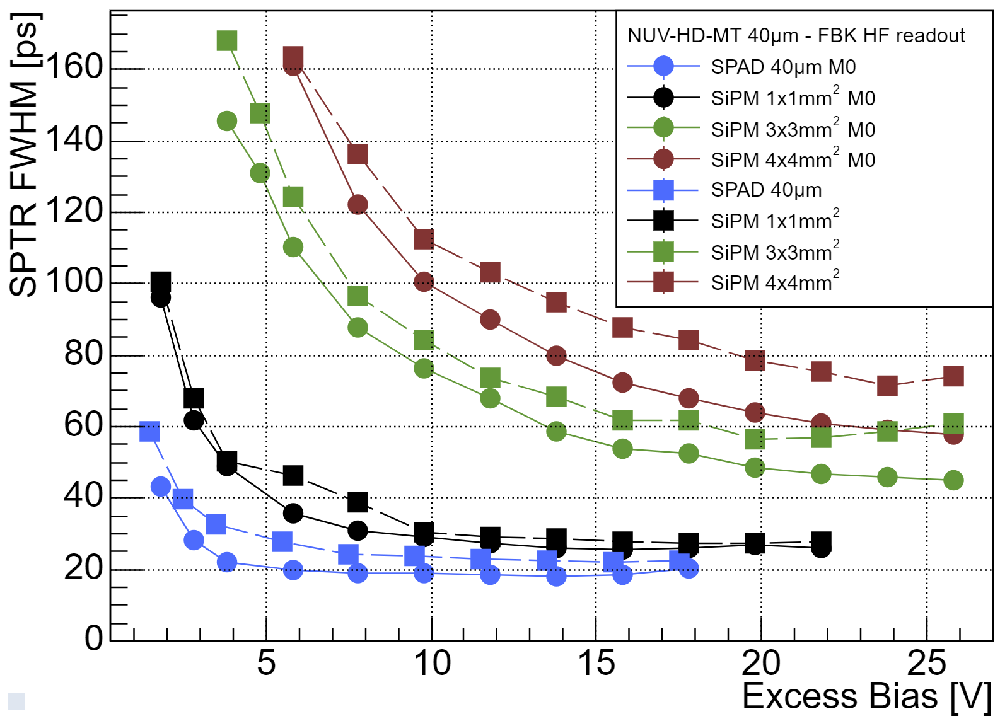 SPTR FWHM [ps]
160
140
120
100
80
60
40
20
0
NUV-HD-MT 40µm - FBK HF readout
SPAD 40µm M0
SiPM 1x1mm² M0
SiPM 3x3mm² M0
SiPM 4x4mm² M0
SPAD 40µm
SiPM 1x1mm²
SiPM 3x3mm²
SiPM 4x4mm²
5 10 15 20 25
Excess Bias [V]